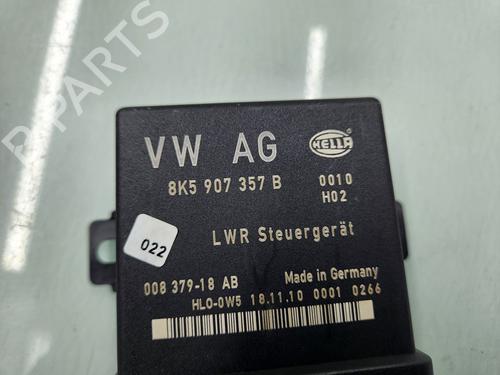 VW AG
HELLA
8K5 907 357 B 0010
H02
022
LWR Steuergerät
008 379-18 AB Made in Germany
HLO-0W5 18.11.10 0001 0266
PARTS